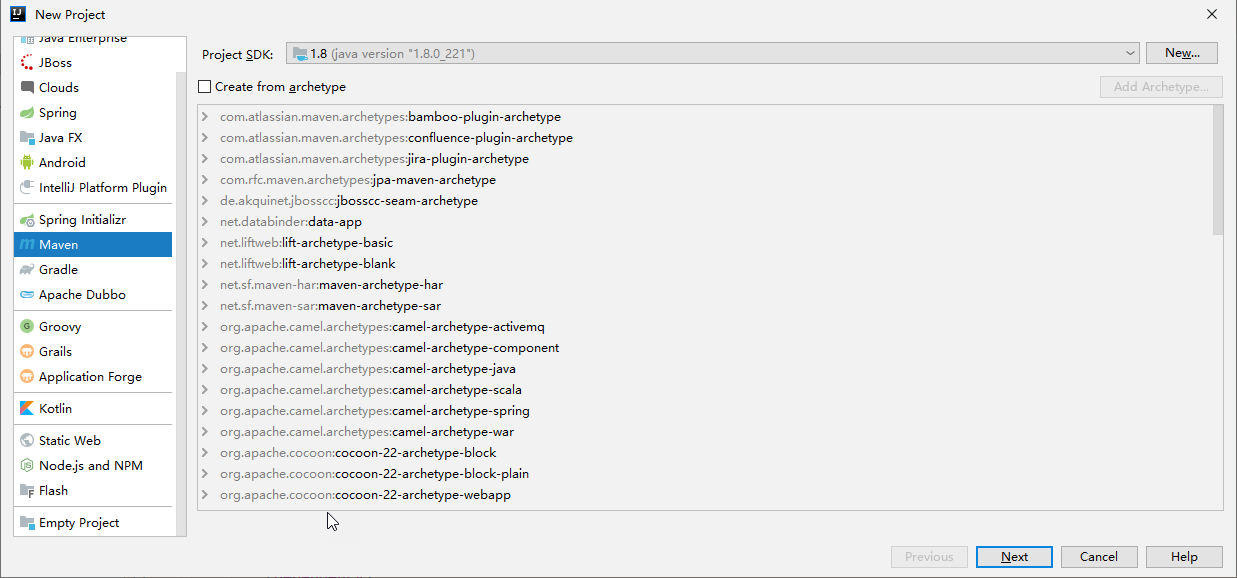 New Project
Java Enterprise
JBoss
Clouds
Spring
Java FX
Android
IntelliJ Platform Plugin
Spring Initializr
Maven
Gradle
Apache Dubbo
Groovy
Grails
Application Forge
Kotlin
Static Web
Node.js and NPM
Flash
Empty Project
Project SDK: 1.8 (java version "1.8.0_221") New...
Create from archetype Add Archetype...
com.atlassian.maven.archetypes:bamboo-plugin-archetype
com.atlassian.maven.archetypes:confluence-plugin-archetype
com.atlassian.maven.archetypes:jira-plugin-archetype
com.rfc.maven.archetypes:jpa-maven-archetype
de.akquinet.jbosscc:jbosscc-seam-archetype
net.databinder:data-app
net.liftweb:lift-archetype-basic
net.liftweb:lift-archetype-blank
net.sf.maven-har:maven-archetype-har
net.sf.maven-sar:maven-archetype-sar
org.apache.camel.archetypes:camel-archetype-activemq
org.apache.camel.archetypes:camel-archetype-component
org.apache.camel.archetypes:camel-archetype-java
org.apache.camel.archetypes:camel-archetype-scala
org.apache.camel.archetypes:camel-archetype-spring
org.apache.camel.archetypes:camel-archetype-war
org.apache.cocoon:cocoon-22-archetype-block
org.apache.cocoon:cocoon-22-archetype-block-plain
org.apache.cocoon:cocoon-22-archetype-webapp
Previous Next Cancel Help